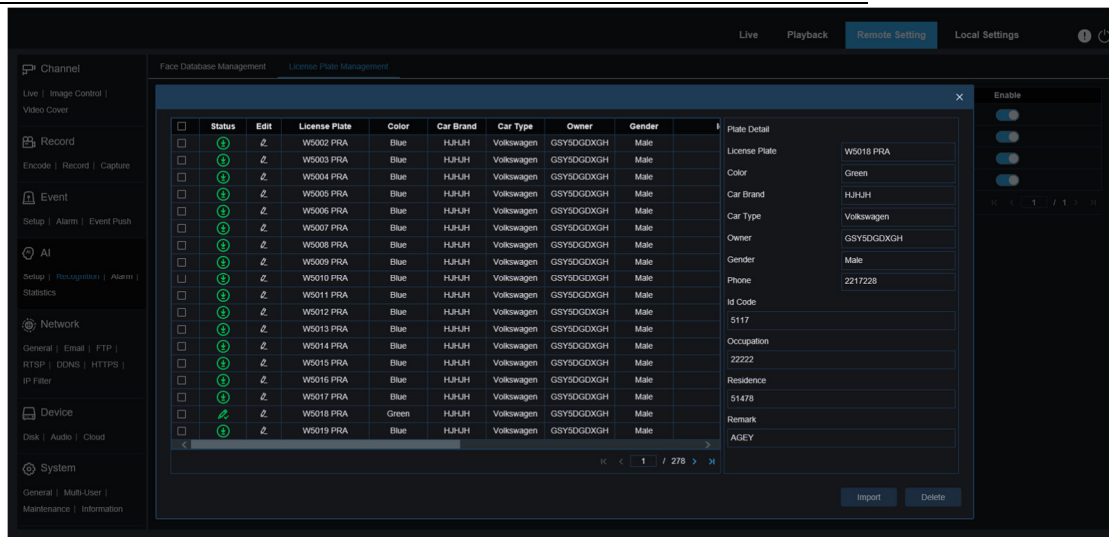 Live Playback Remote Setting Local Settings
Channel
Live | Image Control |
Video Cover
Record
Encode | Record | Capture
Event
Setup | Alarm | Event Push
AI
Setup | Recognition | Alarm |
Statistics
Network
General | Email | FTP |
RTSP | DDNS | HTTPS |
IP Filter
Device
Disk | Audio | Cloud
System
General | Multi-User |
Maintenance | Information
Face Database Management License Plate Management
Status Edit License Plate Color Car Brand Car Type Owner Gender
W5002 PRA Blue HJHJH Volkswagen GSY5DGDXGH Male
W5003 PRA Blue HJHJH Volkswagen GSY5DGDXGH Male
W5004 PRA Blue HJHJH Volkswagen GSY5DGDXGH Male
W5005 PRA Blue HJHJH Volkswagen GSY5DGDXGH Male
W5006 PRA Blue HJHJH Volkswagen GSY5DGDXGH Male
W5007 PRA Blue HJHJH Volkswagen GSY5DGDXGH Male
W5008 PRA Blue HJHJH Volkswagen GSY5DGDXGH Male
W5009 PRA Blue HJHJH Volkswagen GSY5DGDXGH Male
W5010 PRA Blue HJHJH Volkswagen GSY5DGDXGH Male
W5011 PRA Blue HJHJH Volkswagen GSY5DGDXGH Male
W5012 PRA Blue HJHJH Volkswagen GSY5DGDXGH Male
W5013 PRA Blue HJHJH Volkswagen GSY5DGDXGH Male
W5014 PRA Blue HJHJH Volkswagen GSY5DGDXGH Male
W5015 PRA Blue HJHJH Volkswagen GSY5DGDXGH Male
W5016 PRA Blue HJHJH Volkswagen GSY5DGDXGH Male
W5017 PRA Blue HJHJH Volkswagen GSY5DGDXGH Male
W5018 PRA Green HJHJH Volkswagen GSY5DGDXGH Male
W5019 PRA Blue HJHJH Volkswagen GSY5DGDXGH Male
1 / 278
Plate Detail
License Plate W5018 PRA
Color Green
Car Brand HJHJH
Car Type Volkswagen
Owner GSY5DGDXGH
Gender Male
Phone 2217228
Id Code
5117
Occupation
22222
Residence
51478
Remark
AGEY
Import Delete
Enable
1 / 1